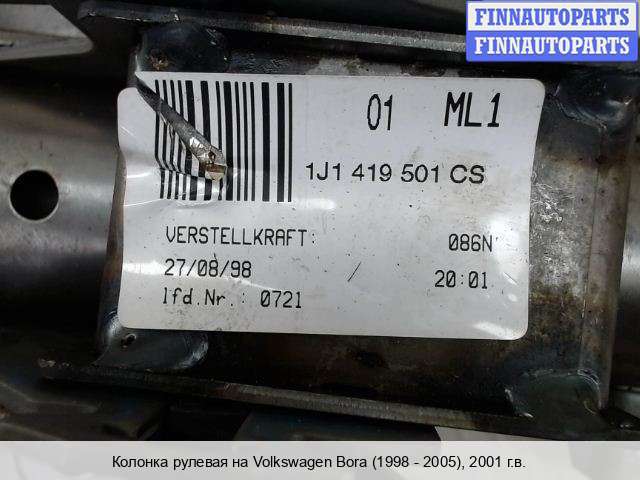 FINNAUTOPARTS
FINNAUTOPARTS
01 ML1
1J1 419 501 CS
VERSTELLKRAFT: 086N
27/08/98 20:01
lfd.Nr.: 0721
Колонка рулевая на Volkswagen Bora (1998 - 2005), 2001 г.в.